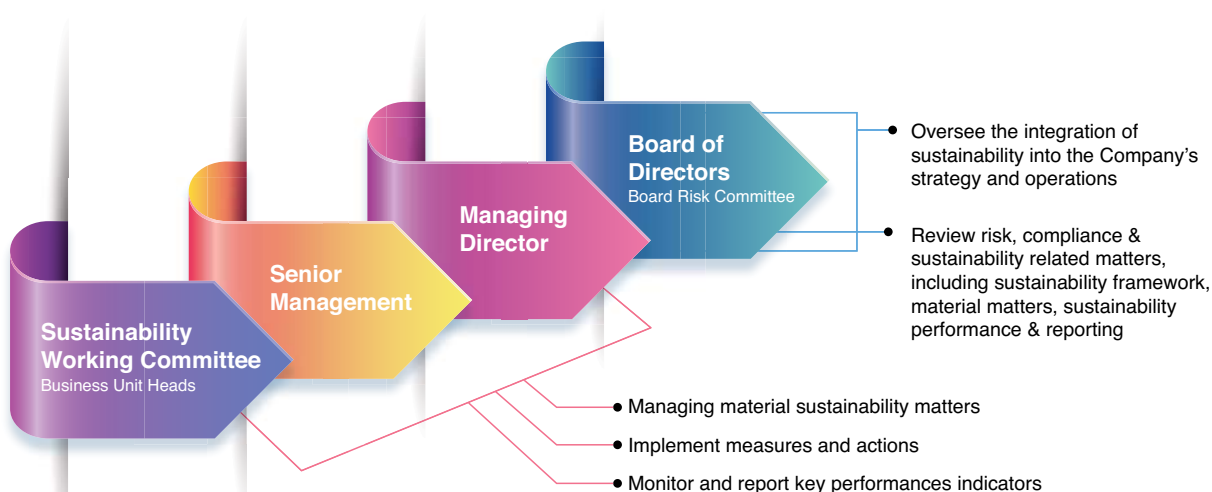 Board of
Directors
Board Risk Committee
Managing
Director
Senior
Management
Sustainability
Working Committee
Business Unit Heads
Oversee the integration of
sustainability into the Company’s
strategy and operations
Review risk, compliance &
sustainability related matters,
including sustainability framework,
material matters, sustainability
performance & reporting
Managing material sustainability matters
Implement measures and actions
Monitor and report key performances indicators